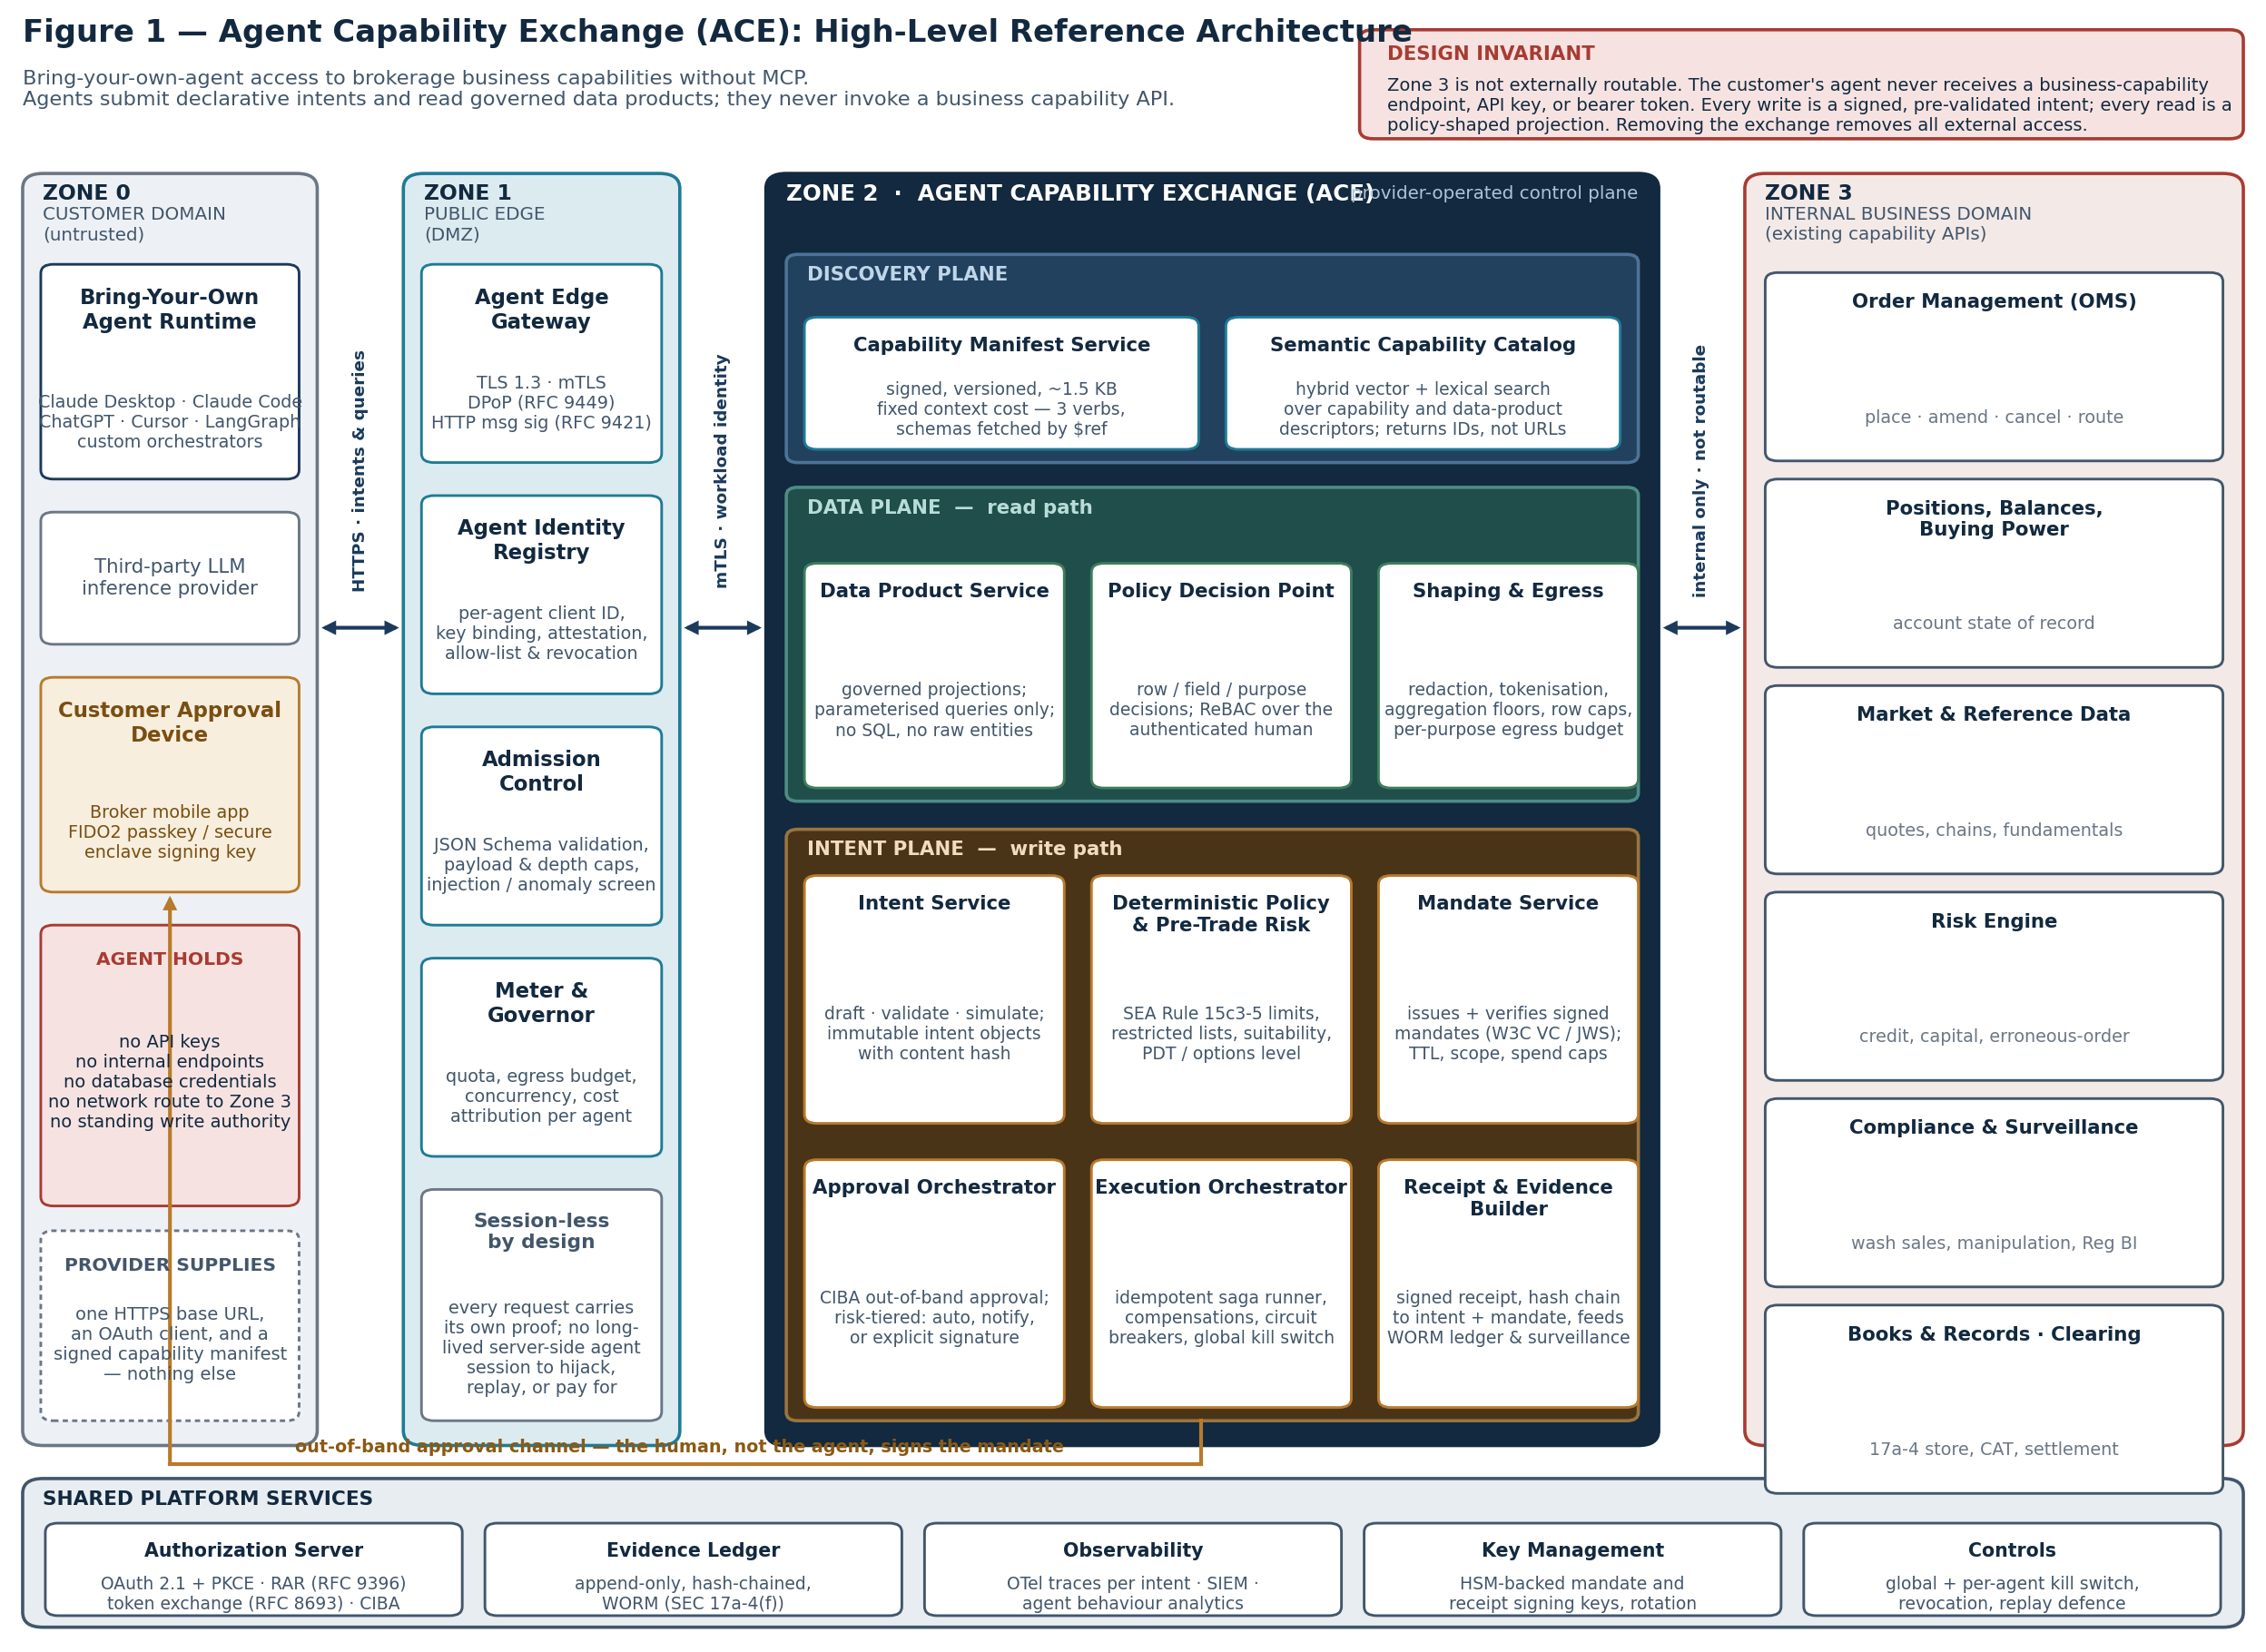 Figure 1 — Agent Capability Exchange (ACE): High-Level Reference Architecture
Bring-your-own-agent access to brokerage business capabilities without MCP.
Agents submit declarative intents and read governed data products; they never invoke a business capability API.
DESIGN INVARIANT
Zone 3 is not externally routable. The customer's agent never receives a business-capability
endpoint, API key, or bearer token. Every write is a signed, pre-validated intent; every read is a
policy-shaped projection. Removing the exchange removes all external access.
ZONE 0
CUSTOMER DOMAIN
(untrusted)
Bring-Your-Own
Agent Runtime
Claude Desktop · Claude Code
ChatGPT · Cursor · LangGraph
custom orchestrators
Third-party LLM
inference provider
Customer Approval
Device
Broker mobile app
FIDO2 passkey / secure
enclave signing key
AGENT HOLDS
no API keys
no internal endpoints
no database credentials
no network route to Zone 3
no standing write authority
PROVIDER SUPPLIES
one HTTPS base URL,
an OAuth client, and a
signed capability manifest
— nothing else
HTTPS · intents & queries
ZONE 1
PUBLIC EDGE
(DMZ)
Agent Edge
Gateway
TLS 1.3 · mTLS
DPoP (RFC 9449)
HTTP msg sig (RFC 9421)
Agent Identity
Registry
per-agent client ID,
key binding, attestation,
allow-list & revocation
Admission
Control
JSON Schema validation,
payload & depth caps,
injection / anomaly screen
Meter &
Governor
quota, egress budget,
concurrency, cost
attribution per agent
Session-less
by design
every request carries
its own proof; no long-
lived server-side agent
session to hijack,
replay, or pay for
mTLS · workload identity
ZONE 2 · AGENT CAPABILITY EXCHANGE (ACE)
provider-operated control plane
DISCOVERY PLANE
Capability Manifest Service
signed, versioned, ~1.5 KB
fixed context cost — 3 verbs,
schemas fetched by $ref
Semantic Capability Catalog
hybrid vector + lexical search
over capability and data-product
descriptors; returns IDs, not URLs
DATA PLANE — read path
Data Product Service
governed projections;
parameterised queries only;
no SQL, no raw entities
Policy Decision Point
row / field / purpose
decisions; ReBAC over the
authenticated human
Shaping & Egress
redaction, tokenisation,
aggregation floors, row caps,
per-purpose egress budget
INTENT PLANE — write path
Intent Service
draft · validate · simulate;
immutable intent objects
with content hash
Deterministic Policy
& Pre-Trade Risk
SEA Rule 15c3-5 limits,
restricted lists, suitability,
PDT / options level
Mandate Service
issues + verifies signed
mandates (W3C VC / JWS);
TTL, scope, spend caps
Approval Orchestrator
CIBA out-of-band approval;
risk-tiered: auto, notify,
or explicit signature
Execution Orchestrator
idempotent saga runner,
compensations, circuit
breakers, global kill switch
Receipt & Evidence
Builder
signed receipt, hash chain
to intent + mandate, feeds
WORM ledger & surveillance
internal only · not routable
ZONE 3
INTERNAL BUSINESS DOMAIN
(existing capability APIs)
Order Management (OMS)
place · amend · cancel · route
Positions, Balances,
Buying Power
account state of record
Market & Reference Data
quotes, chains, fundamentals
Risk Engine
credit, capital, erroneous-order
Compliance & Surveillance
wash sales, manipulation, Reg BI
Books & Records · Clearing
17a-4 store, CAT, settlement
out-of-band approval channel — the human, not the agent, signs the mandate
SHARED PLATFORM SERVICES
Authorization Server
OAuth 2.1 + PKCE · RAR (RFC 9396)
token exchange (RFC 8693) · CIBA
Evidence Ledger
append-only, hash-chained,
WORM (SEC 17a-4(f))
Observability
OTel traces per intent · SIEM ·
agent behaviour analytics
Key Management
HSM-backed mandate and
receipt signing keys, rotation
Controls
global + per-agent kill switch,
revocation, replay defence